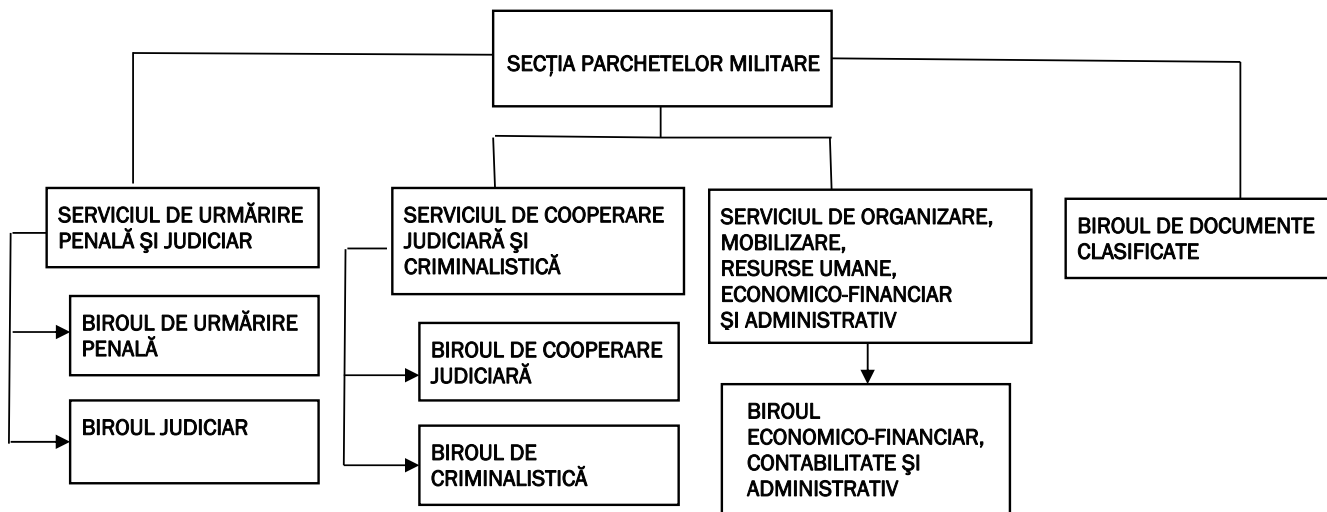 SECȚIA PARCHETELOR MILITARE
SERVICIUL DE URMĂRIRE
PENALĂ ŞI JUDICIAR
BIROUL DE URMĂRIRE
PENALĂ
BIROUL JUDICIAR
SERVICIUL DE COOPERARE
JUDICIARĂ ŞI
CRIMINALISTICĂ
BIROUL DE COOPERARE
JUDICIARĂ
BIROUL DE
CRIMINALISTICĂ
SERVICIUL DE ORGANIZARE,
MOBILIZARE,
RESURSE UMANE,
ECONOMICO-FINANCIAR
ŞI ADMINISTRATIV
BIROUL
ECONOMICO-FINANCIAR,
CONTABILITATE ŞI
ADMINISTRATIV
BIROUL DE DOCUMENTE
CLASIFICATE